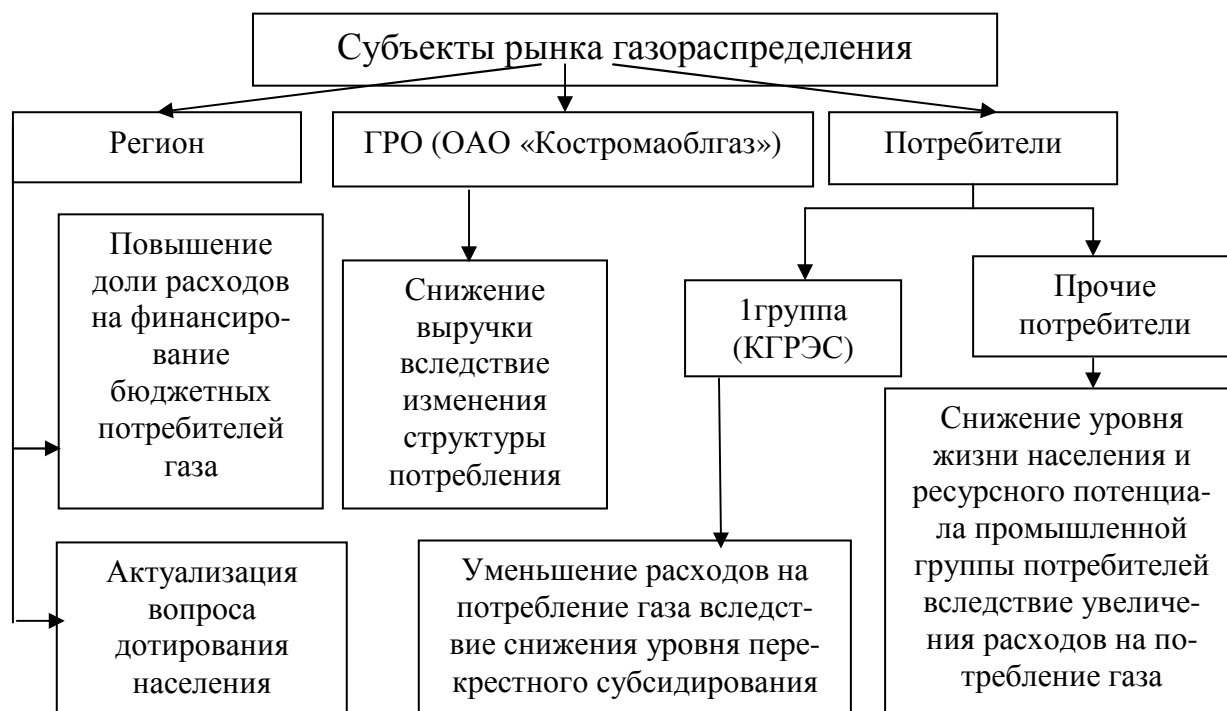 Субъекты рынка газораспределения
Регион
ГРО (ОАО «Костромаоблгаз»)
Потребители
Повышение
доли расходов
на финансиро-
вание
бюджетных
потребителей
газа
Снижение
выручки
вследствие
изменения
структуры
потребления
1группа
(КГРЭС)
Прочие
потребители
Актуализация
вопроса
дотирования
населения
Уменьшение расходов на
потребление газа вследст-
вие снижения уровня пере-
крестного субсидирования
Снижение уровня
жизни населения и
ресурсного потенциа-
ла промышленной
группы потребителей
вследствие увеличе-
ния расходов на по-
требление газа